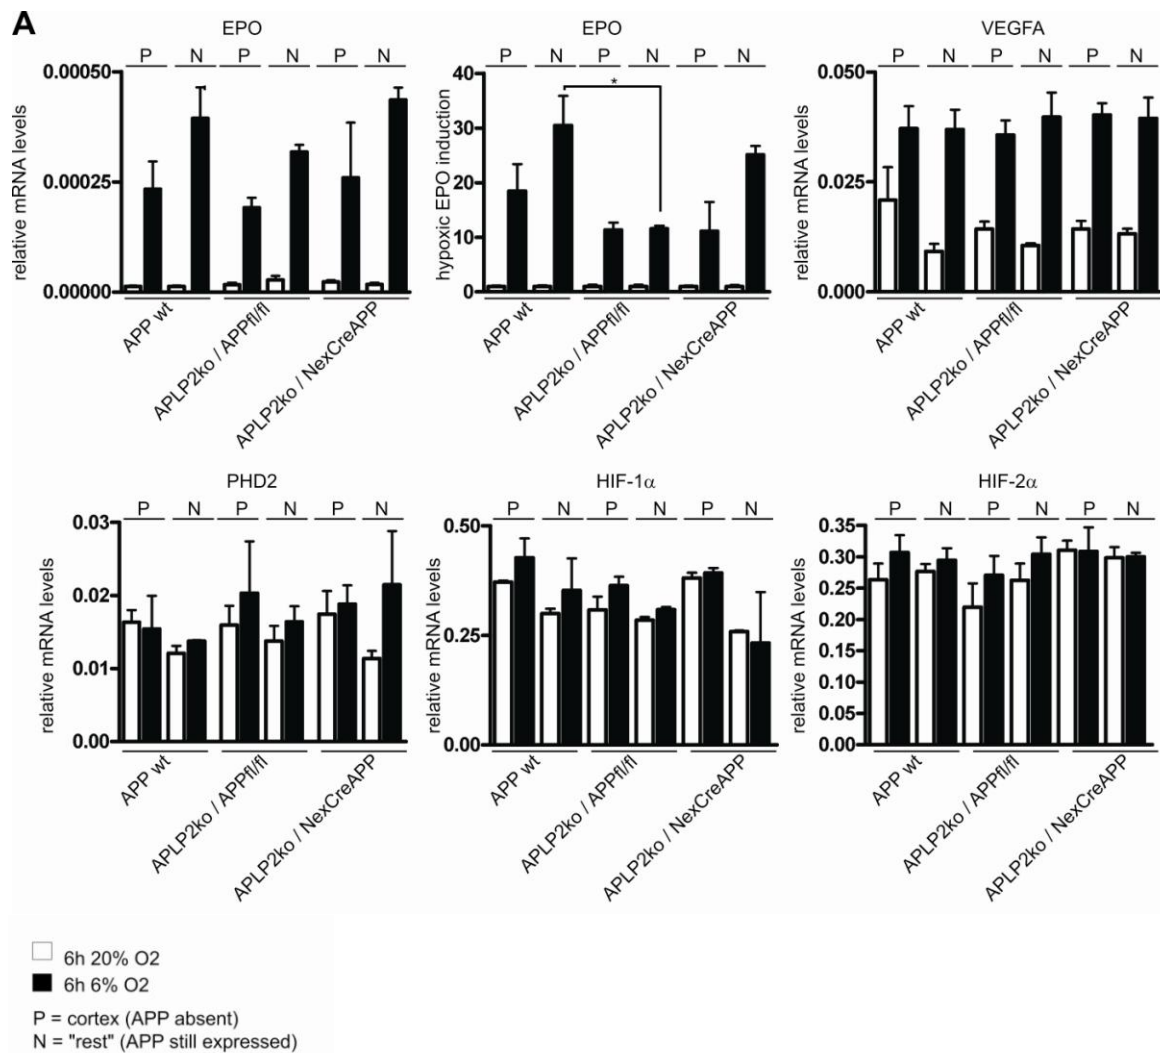 A
EPO
P N P N P N
relative mRNA levels
0.00050
0.00025
0.00000
APP wt
APLP2ko / APPfl/fl
APLP2ko / NexCreAPP
EPO
P N P N P N
hypoxic EPO induction
40
30
20
10
0
*
APP wt
APLP2ko / APPfl/fl
APLP2ko / NexCreAPP
VEGFA
P N P N P N
relative mRNA levels
0.050
0.025
0.000
APP wt
APLP2ko / APPfl/fl
APLP2ko / NexCreAPP
PHD2
P N P N P N
relative mRNA levels
0.03
0.02
0.01
0.00
APP wt
APLP2ko / APPfl/fl
APLP2ko / NexCreAPP
HIF-1α
P N P N P N
relative mRNA levels
0.50
0.25
0.00
APP wt
APLP2ko / APPfl/fl
APLP2ko / NexCreAPP
HIF-2α
P N P N P N
relative mRNA levels
0.35
0.30
0.25
0.20
0.15
0.10
0.05
0.00
APP wt
APLP2ko / APPfl/fl
APLP2ko / NexCreAPP
6h 20% O2
6h 6% O2
P = cortex (APP absent)
N = "rest" (APP still expressed)